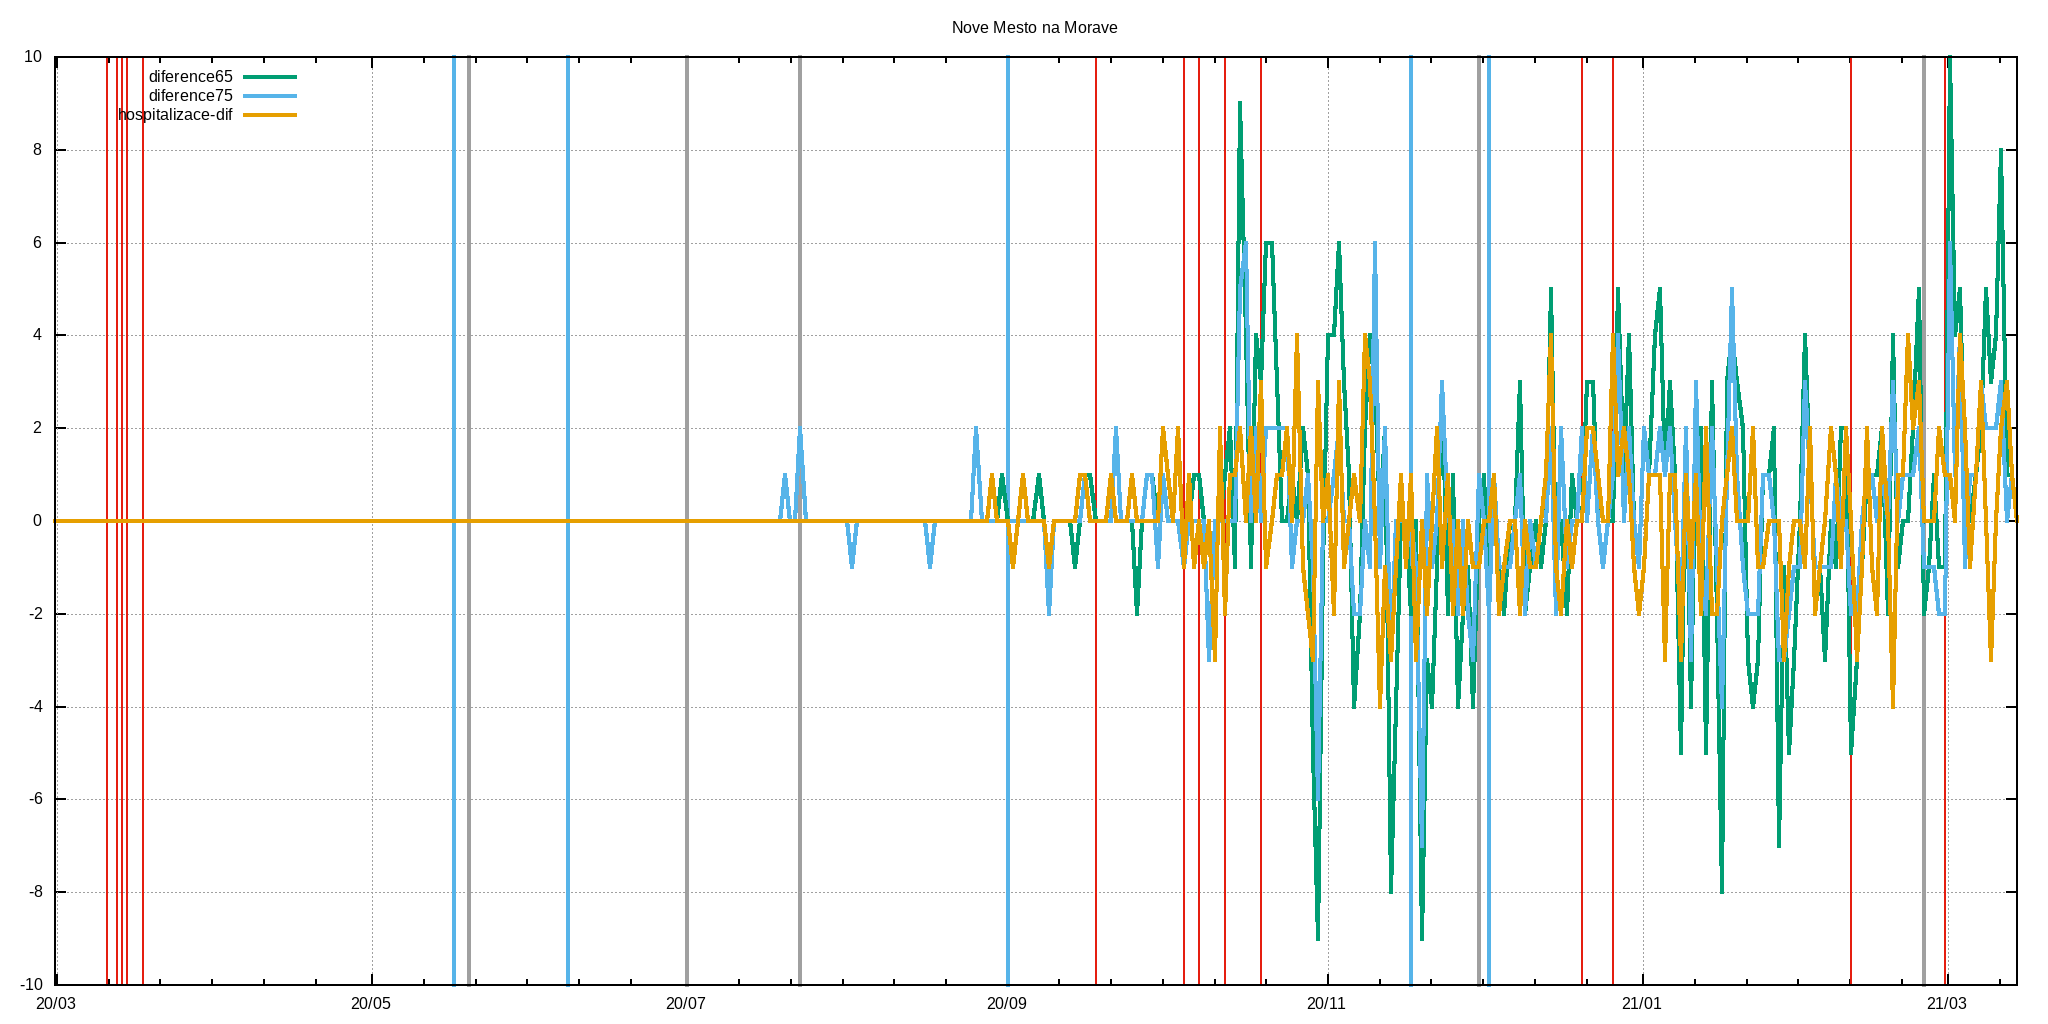 Nove Mesto na Morave
diference65
diference75
hospitalizace-dif
10
8
6
4
2
0
-2
-4
-6
-8
-10
20/03 20/05 20/07 20/09 20/11 21/01 21/03